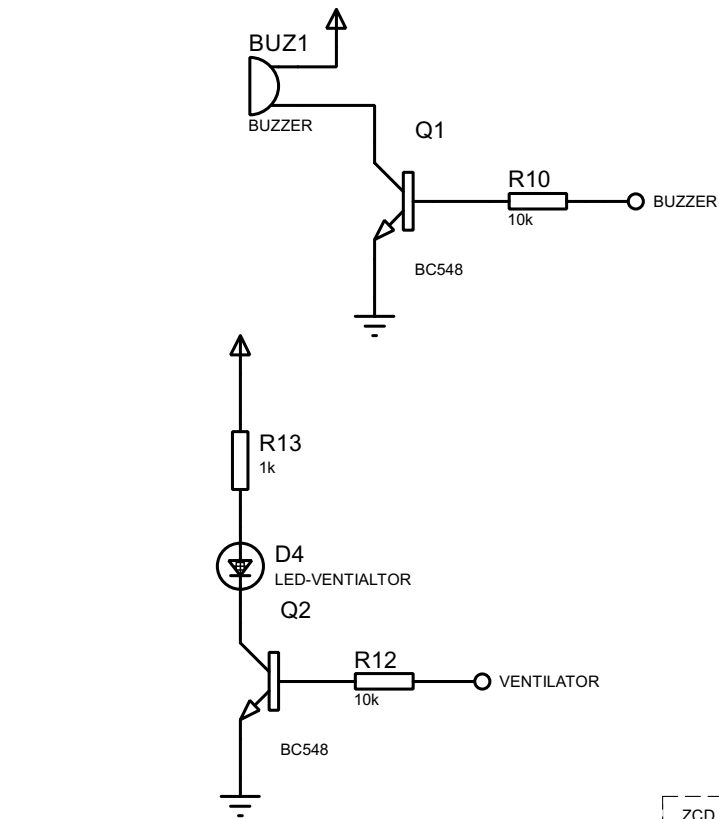 BUZ1
BUZZER
Q1
BC548
R10
10k
BUZZER
R13
1k
D4
LED-VENTIALTOR
Q2
BC548
R12
10k
VENTILATOR
ZCD